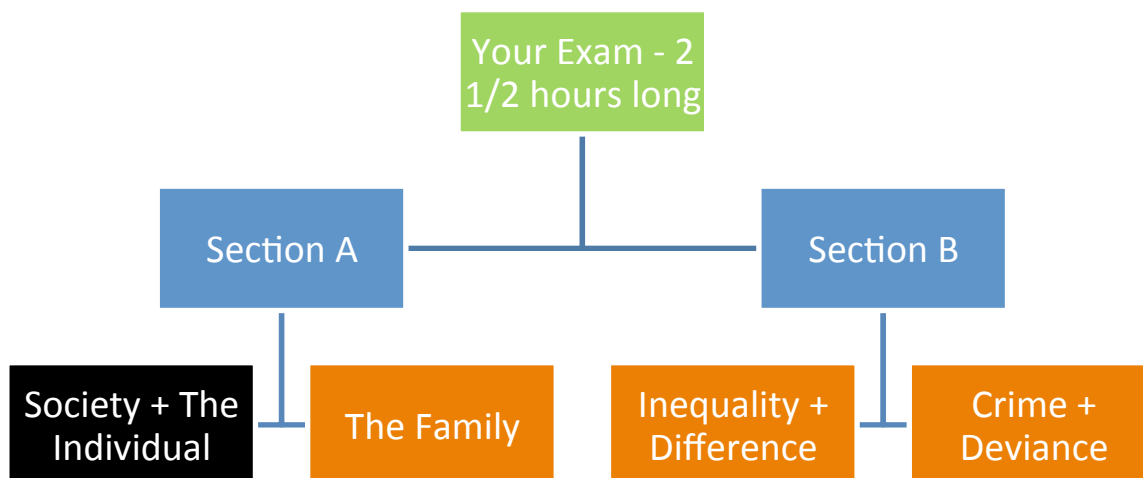 Your Exam - 2
1/2 hours long
Section A
Section B
Society + The
Individual
The Family
Inequality +
Difference
Crime +
Deviance